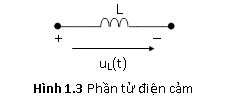 L
+ −
uL(t)
Hình 1.3 Phần tử điện cảm